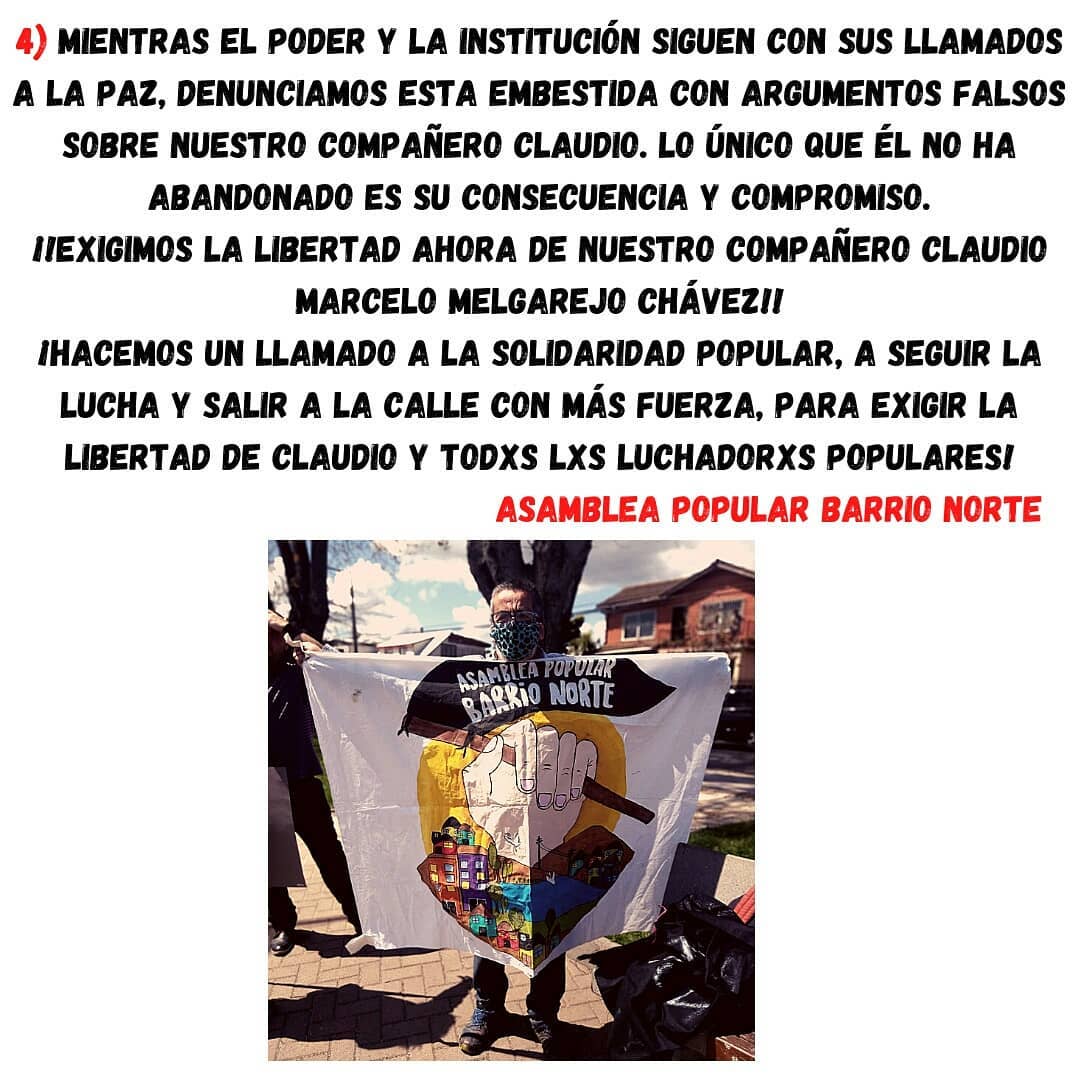 4) MIENTRAS EL PODER Y LA INSTITUCIÓN SIGUEN CON SUS LLAMADOS
A LA PAZ, DENUNCIAMOS ESTA EMBESTIDA CON ARGUMENTOS FALSOS
SOBRE NUESTRO COMPAÑERO CLAUDIO. LO ÚNICO QUE ÉL NO HA
ABANDONADO ES SU CONSECUENCIA Y COMPROMISO.
¡¡EXIGIMOS LA LIBERTAD AHORA DE NUESTRO COMPAÑERO CLAUDIO
MARCELO MELGAREJO CHÁVEZ!!
¡HACEMOS UN LLAMADO A LA SOLIDARIDAD POPULAR, A SEGUIR LA
LUCHA Y SALIR A LA CALLE CON MÁS FUERZA, PARA EXIGIR LA
LIBERTAD DE CLAUDIO Y TODXS LXS LUCHADORXS POPULARES!
ASAMBLEA POPULAR BARRIO NORTE
ASAMBLEA POPULAR
BARRIO NORTE